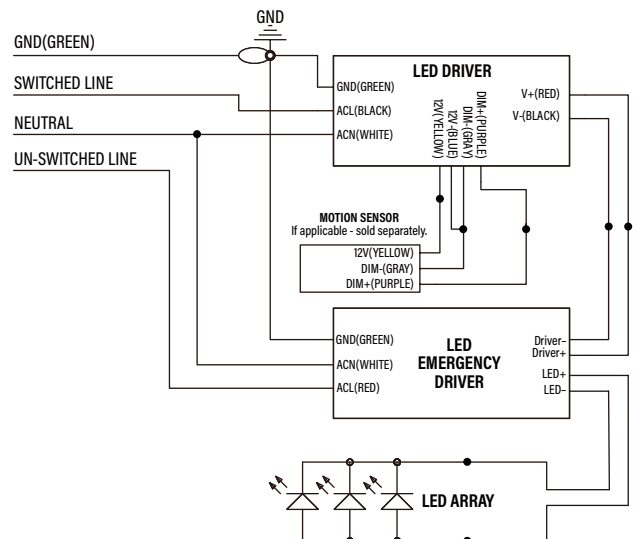 GND
GND(GREEN)
SWITCHED LINE
NEUTRAL
UN-SWITCHED LINE
LED DRIVER
GND(GREEN)
ACL(BLACK)
ACN(WHITE)
12V(YELLOW)
12V-(BLUE)
DIM-(GRAY)
DIM+(PURPLE)
V+(RED)
V-(BLACK)
MOTION SENSOR
If applicable - sold separately.
12V(YELLOW)
DIM-(GRAY)
DIM+(PURPLE)
GND(GREEN)
ACN(WHITE)
ACL(RED)
LED
EMERGENCY
DRIVER
Driver-
Driver+
LED+
LED-
LED ARRAY